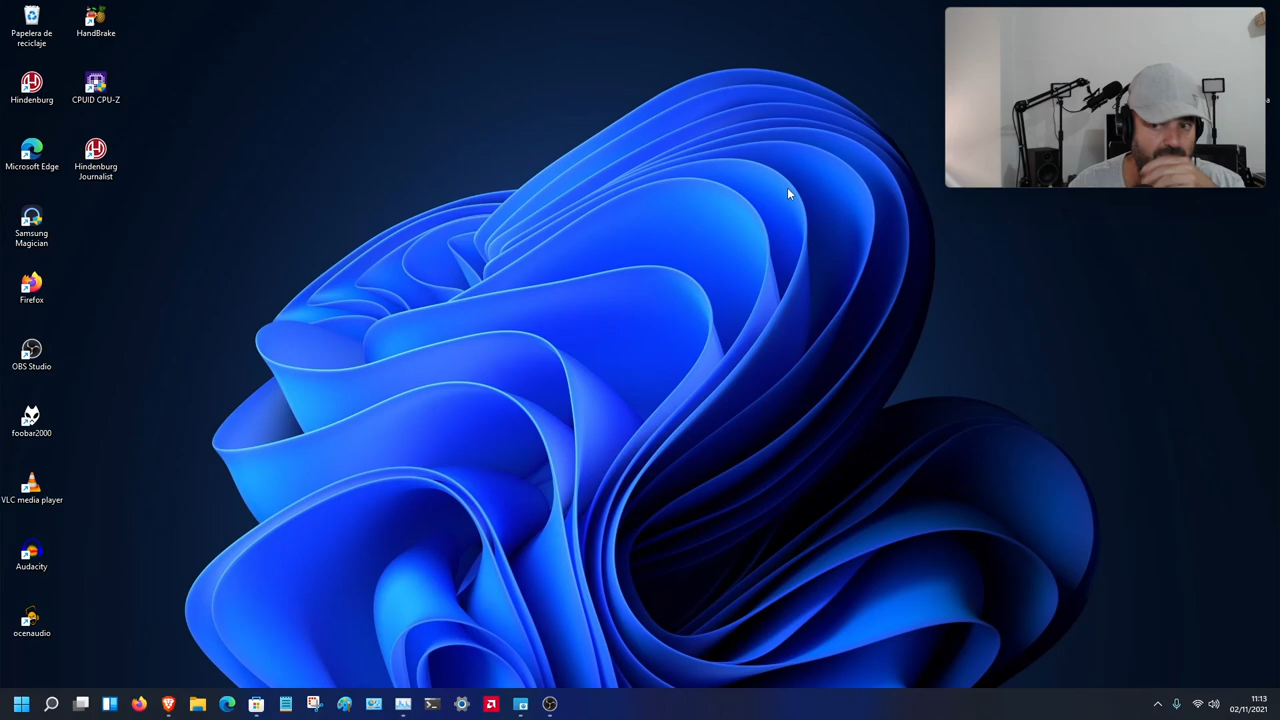 Papelera de
reciclaje
HandBrake
Hindenburg
CPUID CPU-Z
Microsoft Edge
Hindenburg
Journalist
Samsung
Magician
Firefox
OBS Studio
foobar2000
VLC media player
Audacity
ocenaudio
11:13
02/11/2021